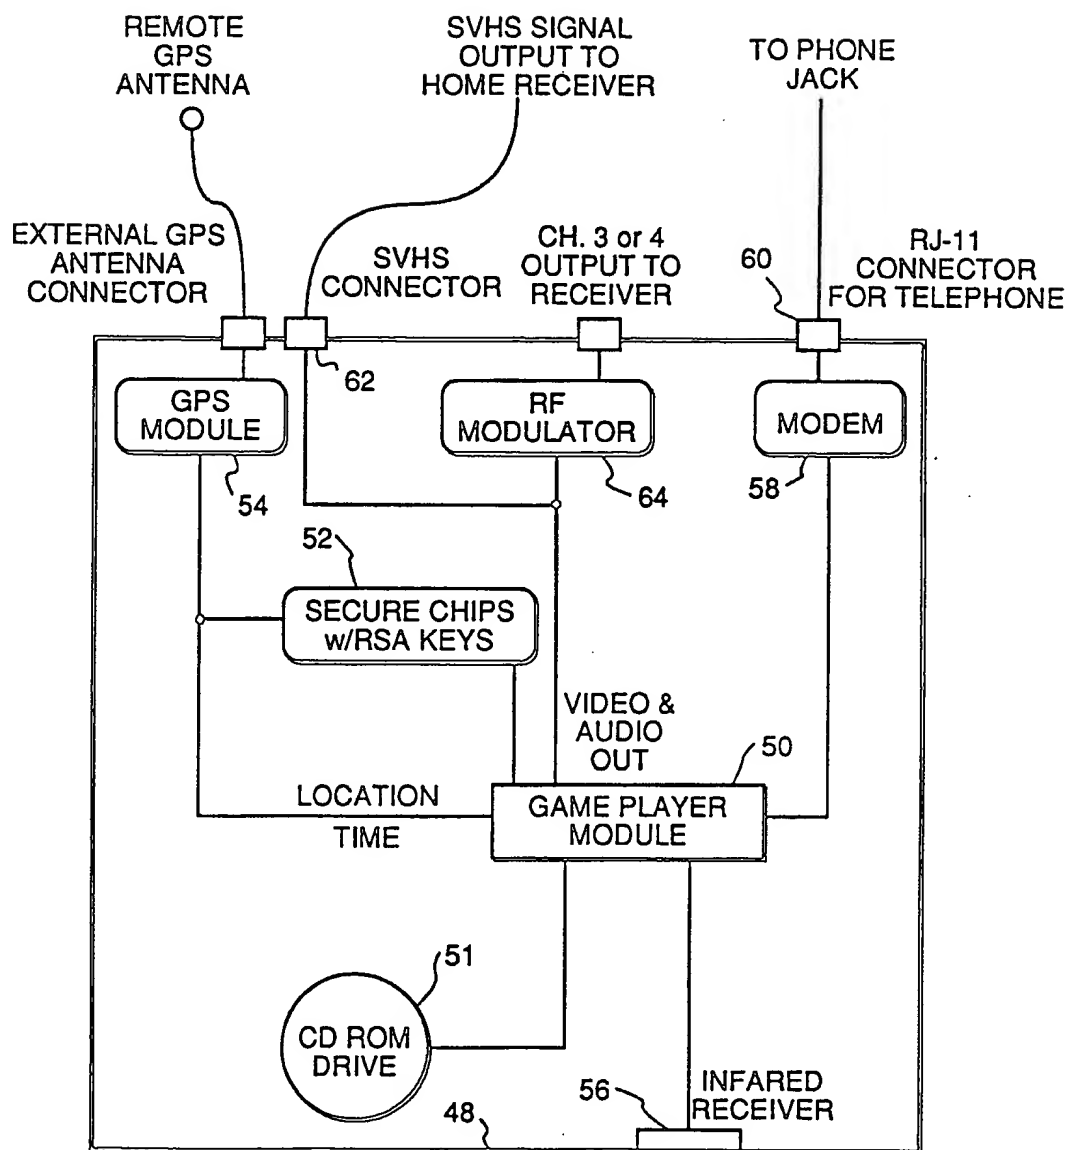 REMOTE
GPS
ANTENNA
SVHS SIGNAL
OUTPUT TO
HOME RECEIVER
TO PHONE
JACK
EXTERNAL GPS
ANTENNA
CONNECTOR
SVHS
CONNECTOR
CH. 3 or 4
OUTPUT TO
RECEIVER
60
RJ-11
CONNECTOR
FOR TELEPHONE
62
GPS
MODULE
RF
MODULATOR
MODEM
54
64
58
52
SECURE CHIPS
w/RSA KEYS
VIDEO &
AUDIO
OUT
50
LOCATION
TIME
GAME PLAYER
MODULE
51
CD ROM
DRIVE
INFARED
RECEIVER
56
48